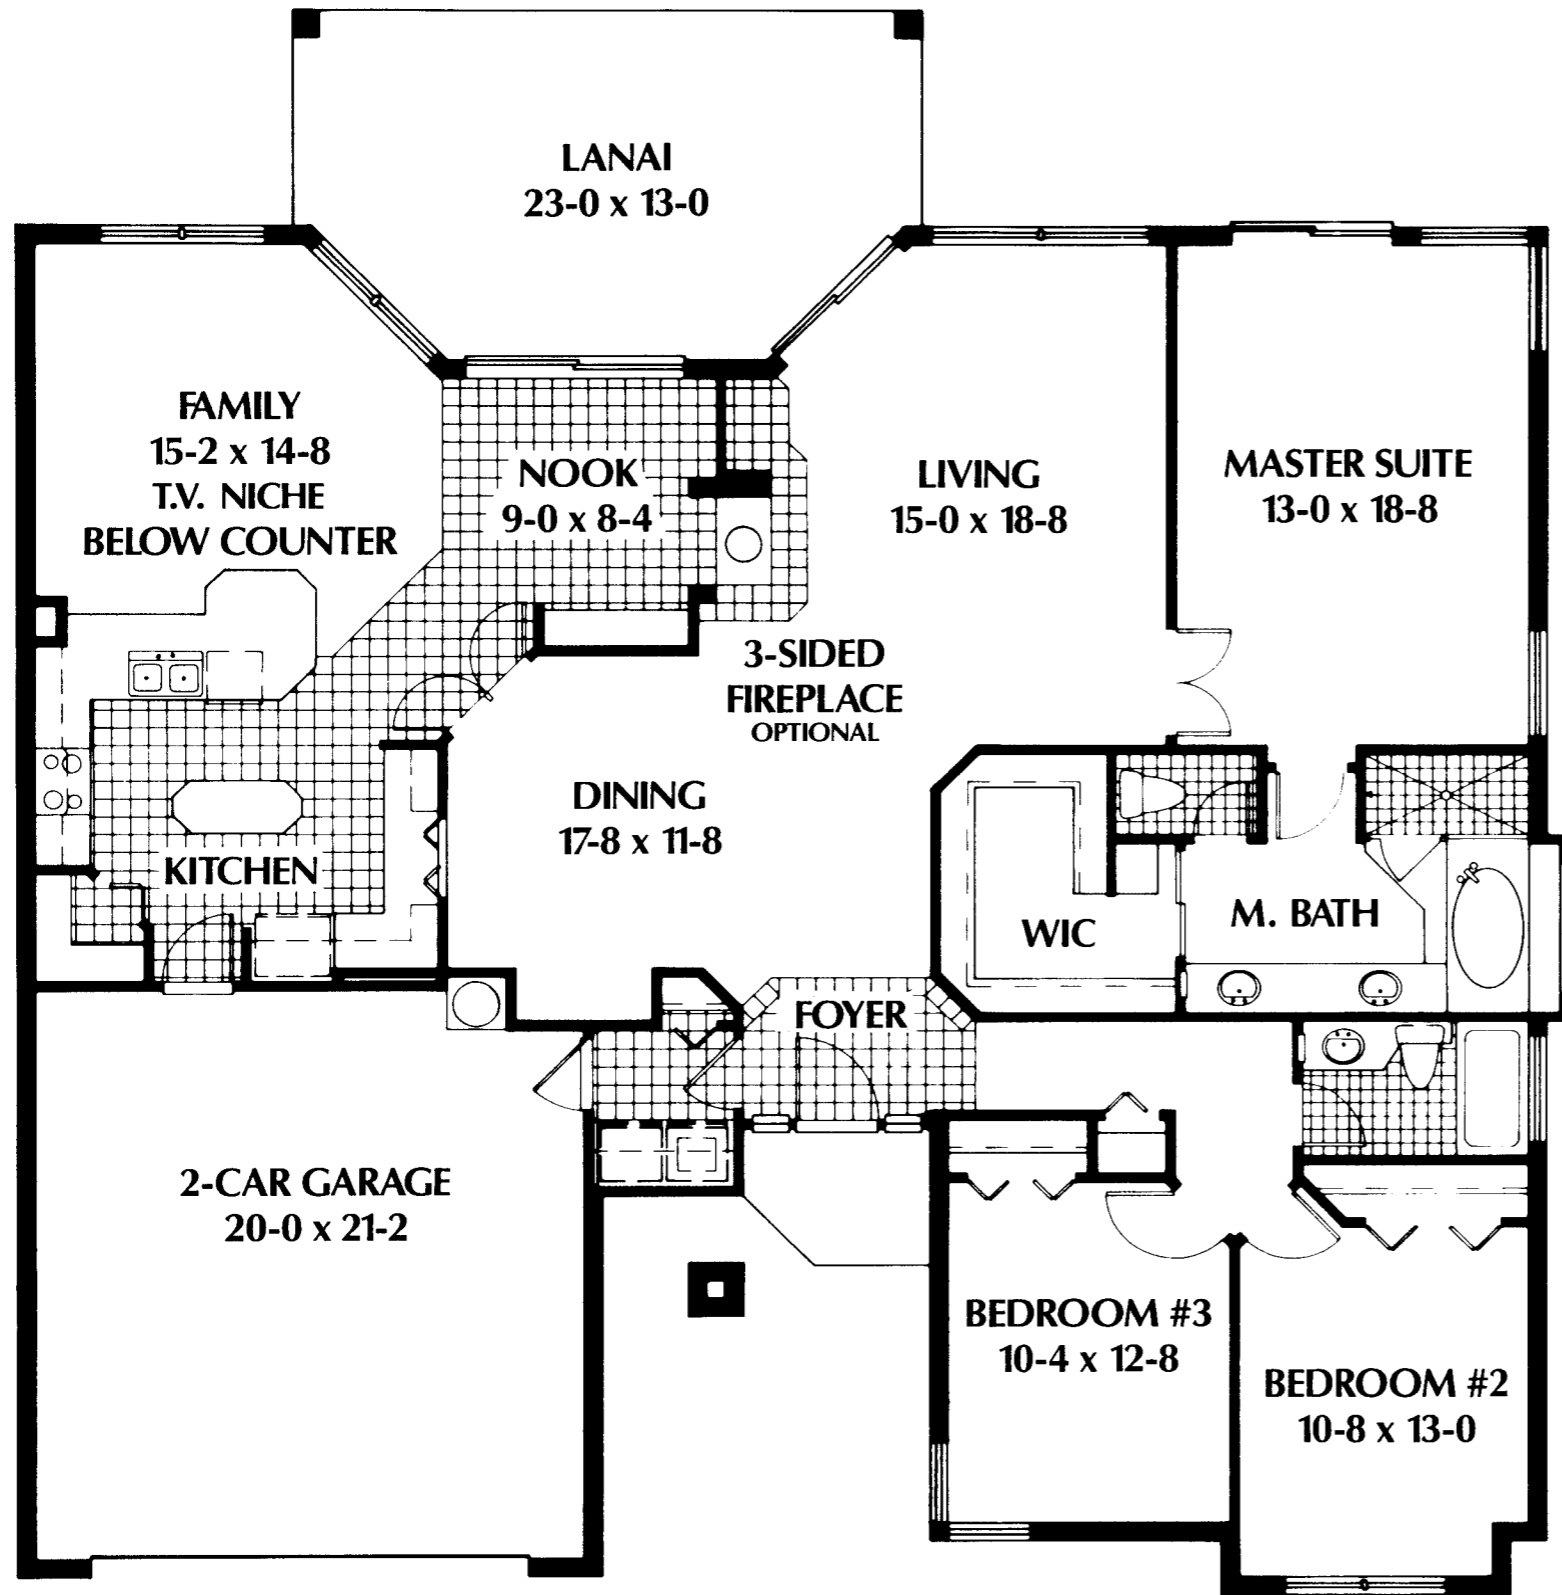 LANAI
23-0 x 13-0
FAMILY
15-2 x 14-8
T.V. NICHE
BELOW COUNTER
NOOK
9-0 x 8-4
LIVING
15-0 x 18-8
MASTER SUITE
13-0 x 18-8
3-SIDED
FIREPLACE
OPTIONAL
DINING
17-8 x 11-8
KITCHEN
WIC
M. BATH
FOYER
2-CAR GARAGE
20-0 x 21-2
BEDROOM #3
10-4 x 12-8
BEDROOM #2
10-8 x 13-0